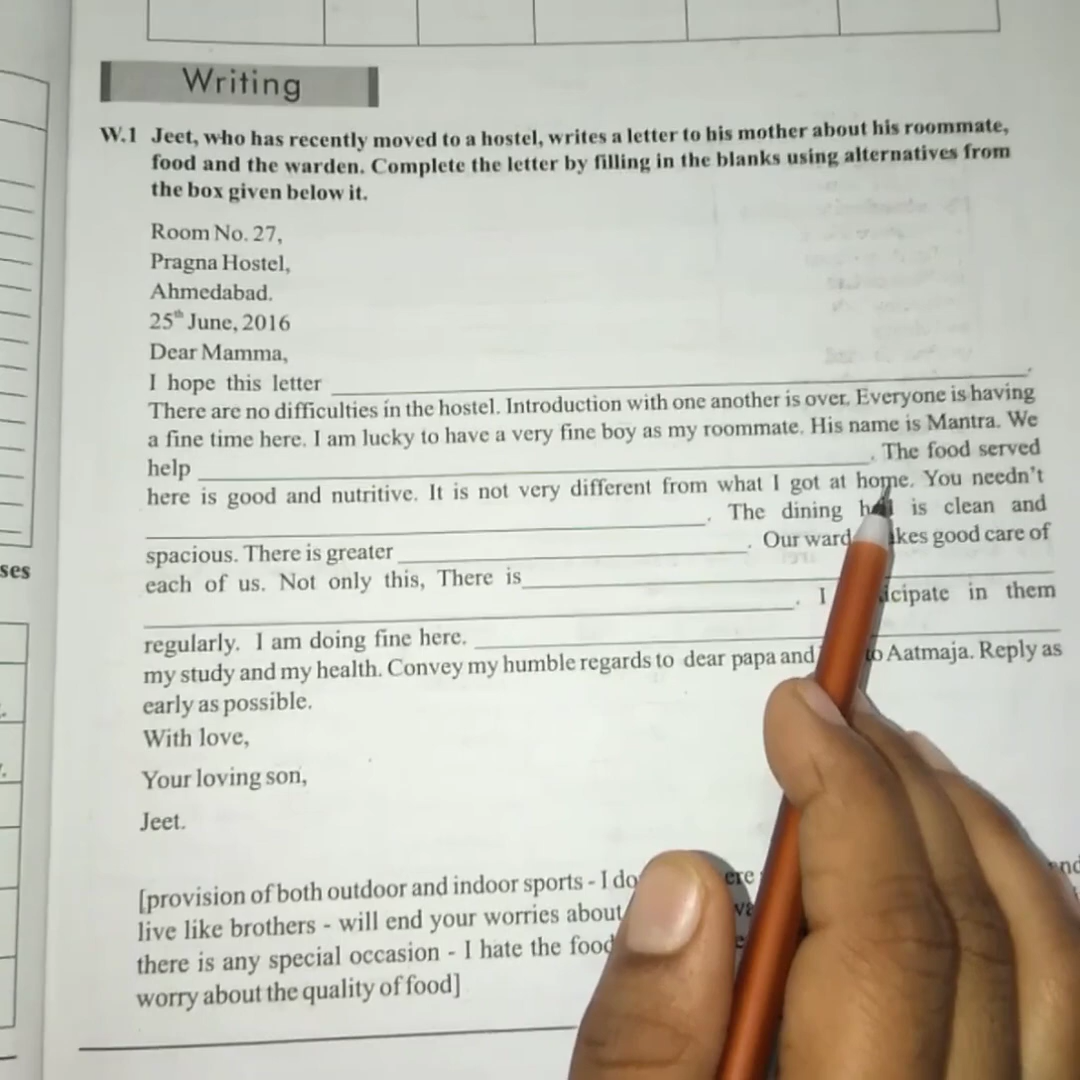 Writing
W.1 Jeet, who has recently moved to a hostel, writes a letter to his mother about his roommate,
food and the warden. Complete the letter by filling in the blanks using alternatives from
the box given below it.
Room No. 27,
Pragna Hostel,
Ahmedabad.
25th June, 2016
Dear Mamma,
I hope this letter ______.
There are no difficulties in the hostel. Introduction with one another is over. Everyone is having
a fine time here. I am lucky to have a very fine boy as my roommate. His name is Mantra. We
help ______. The food served
here is good and nutritive. It is not very different from what I got at home. You needn't
______. The dining is clean and
spacious. There is greater ______. Our good care of
each of us. Not only this, There is ______
______. I in them
regularly. I am doing fine here. ______
my study and my health. Convey my humble regards to dear papa and to Aatmaja. Reply as
early as possible.
With love,
Your loving son,
Jeet.
[provision of both outdoor and indoor sports - I
live like brothers - will end your worries about
there is any special occasion - I hate the
worry about the quality of food]
ses